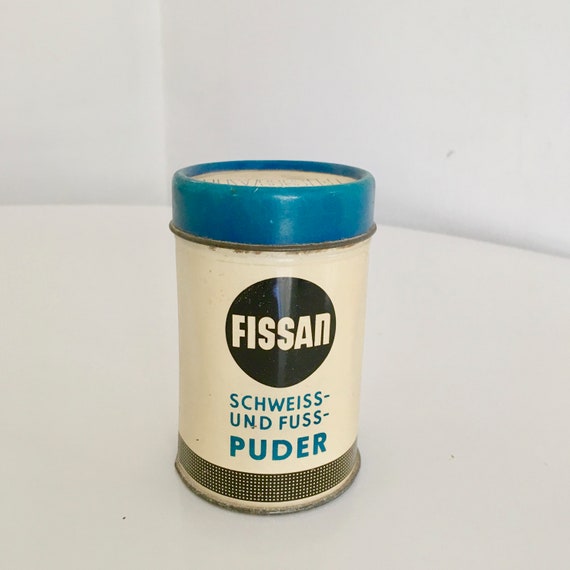 FISSAN
SCHWEISS-
UND FUSS-
PUDER